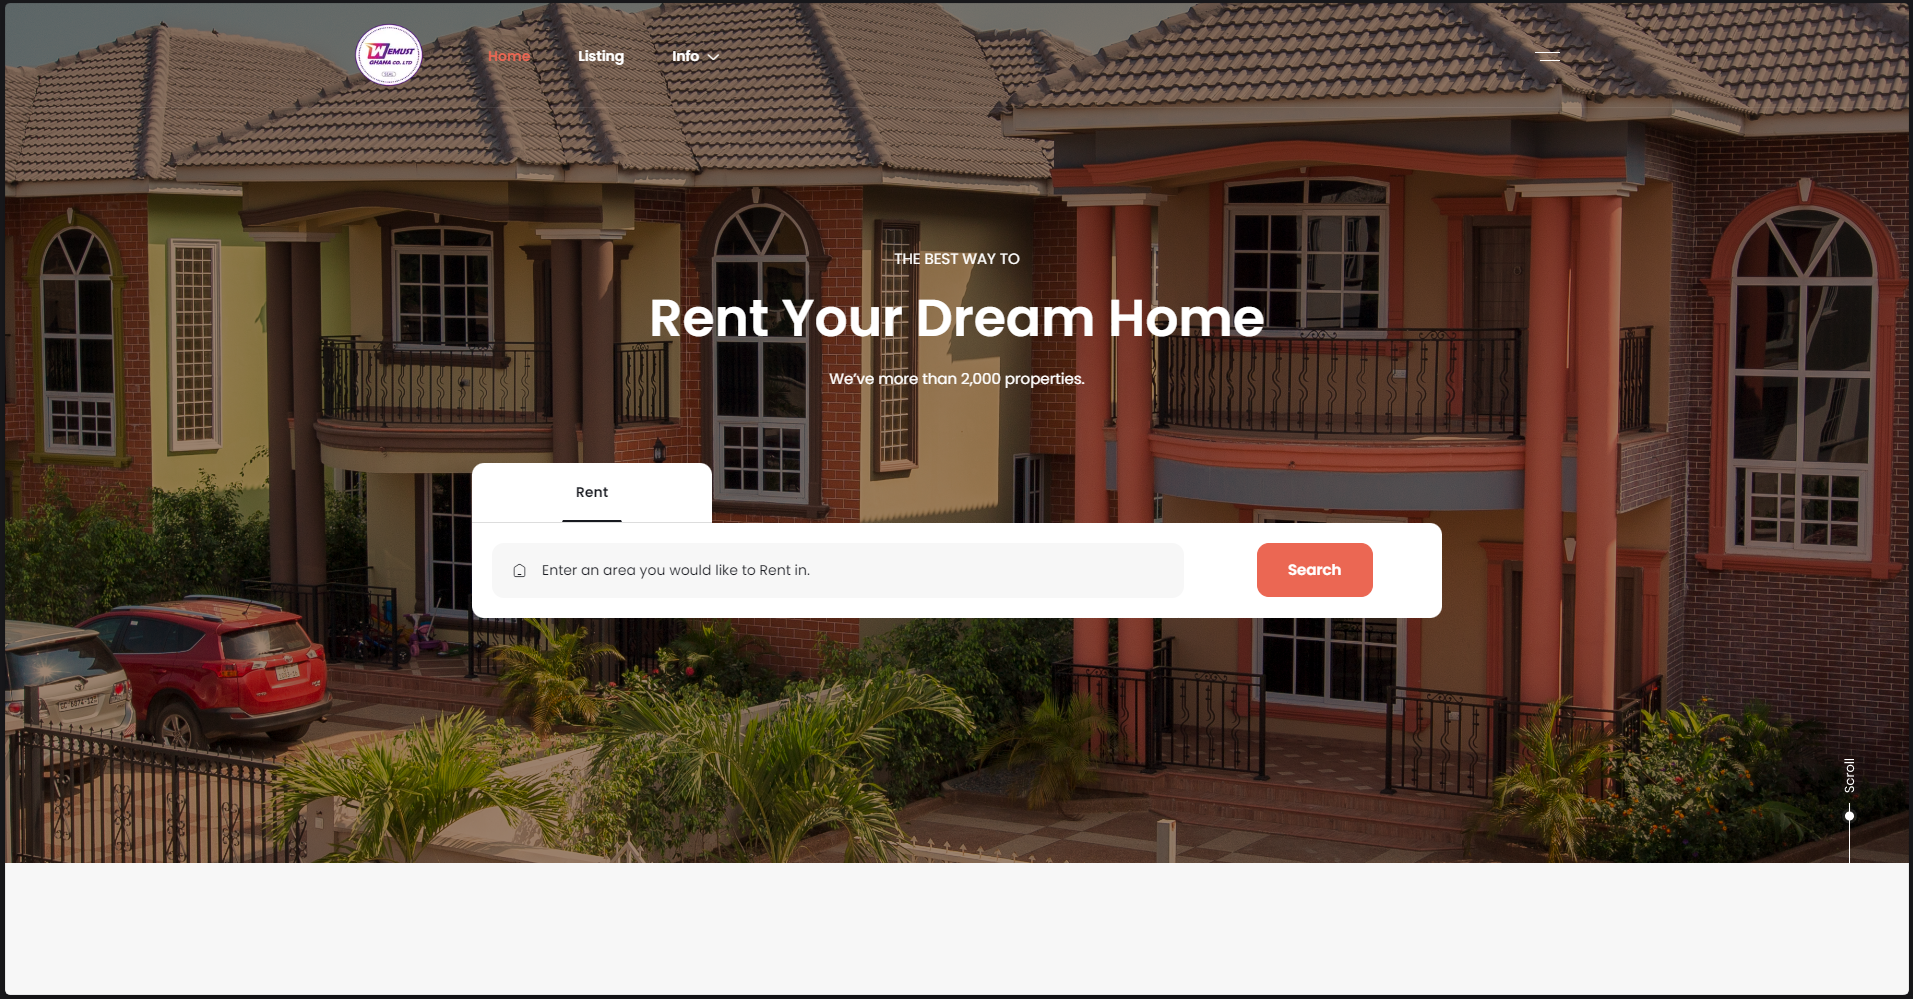 WEMUST
GHANA CO. LTD
Home
Listing
Info
THE BEST WAY TO
Rent Your Dream Home
We've more than 2,000 properties.
Rent
Enter an area you would like to Rent in.
Search
Scroll